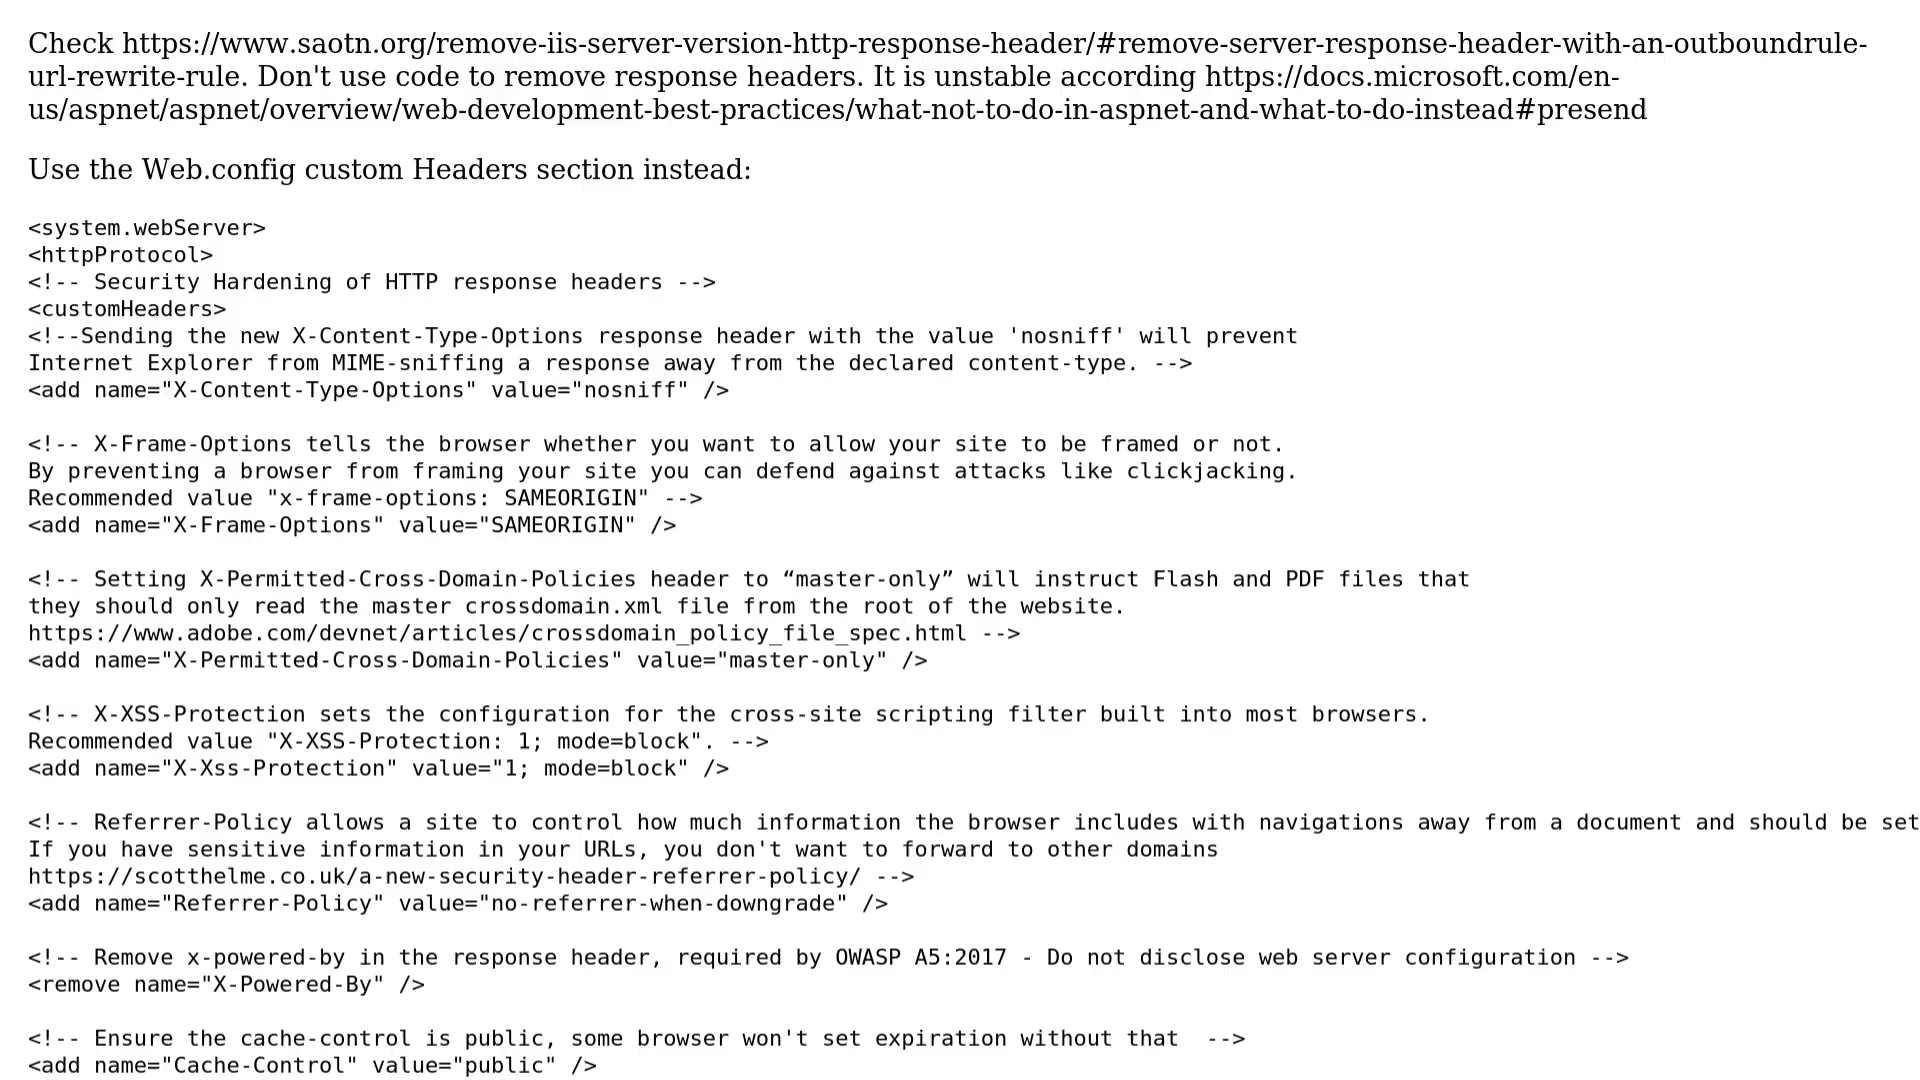 Check https://www.saotn.org/remove-iis-server-version-http-response-header/#remove-server-response-header-with-an-outboundrule-
url-rewrite-rule. Don't use code to remove response headers. It is unstable according https://docs.microsoft.com/en-
us/aspnet/aspnet/overview/web-development-best-practices/what-not-to-do-in-aspnet-and-what-to-do-instead#presend
Use the Web.config custom Headers section instead:
<system.webServer>
<httpProtocol>
<!-- Security Hardening of HTTP response headers -->
<customHeaders>
<!--Sending the new X-Content-Type-Options response header with the value 'nosniff' will prevent
Internet Explorer from MIME-sniffing a response away from the declared content-type. -->
<add name="X-Content-Type-Options" value="nosniff" />
<!-- X-Frame-Options tells the browser whether you want to allow your site to be framed or not.
By preventing a browser from framing your site you can defend against attacks like clickjacking.
Recommended value "x-frame-options: SAMEORIGIN" -->
<add name="X-Frame-Options" value="SAMEORIGIN" />
<!-- Setting X-Permitted-Cross-Domain-Policies header to “master-only” will instruct Flash and PDF files that
they should only read the master crossdomain.xml file from the root of the website.
https://www.adobe.com/devnet/articles/crossdomain_policy_file_spec.html -->
<add name="X-Permitted-Cross-Domain-Policies" value="master-only" />
<!-- X-XSS-Protection sets the configuration for the cross-site scripting filter built into most browsers.
Recommended value "X-XSS-Protection: 1; mode=block". -->
<add name="X-Xss-Protection" value="1; mode=block" />
<!-- Referrer-Policy allows a site to control how much information the browser includes with navigations away from a document and should be set
If you have sensitive information in your URLs, you don't want to forward to other domains
https://scotthelme.co.uk/a-new-security-header-referrer-policy/ -->
<add name="Referrer-Policy" value="no-referrer-when-downgrade" />
<!-- Remove x-powered-by in the response header, required by OWASP A5:2017 - Do not disclose web server configuration -->
<remove name="X-Powered-By" />
<!-- Ensure the cache-control is public, some browser won't set expiration without that  -->
<add name="Cache-Control" value="public" />